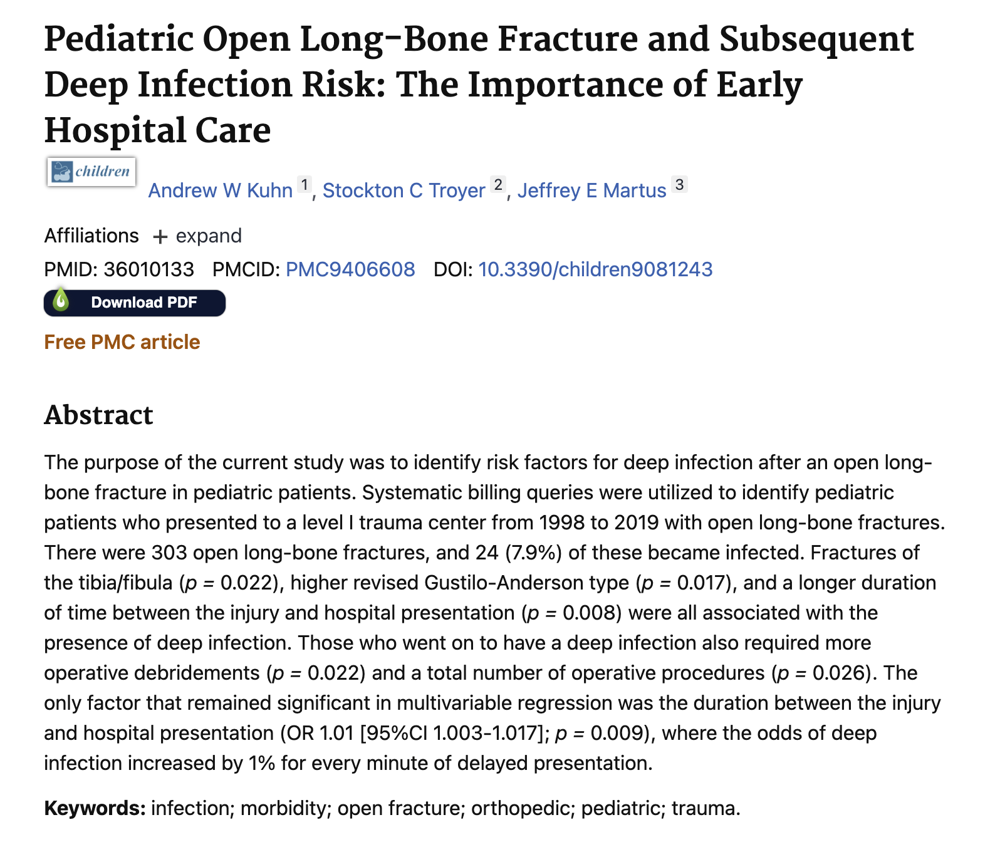 Pediatric Open Long-Bone Fracture and Subsequent
Deep Infection Risk: The Importance of Early
Hospital Care
children
Andrew W Kuhn 1, Stockton C Troyer 2, Jeffrey E Martus 3
Affiliations + expand
PMID: 36010133 PMCID: PMC9406608 DOI: 10.3390/children9081243
Download PDF
Free PMC article
Abstract
The purpose of the current study was to identify risk factors for deep infection after an open long-
bone fracture in pediatric patients. Systematic billing queries were utilized to identify pediatric
patients who presented to a level I trauma center from 1998 to 2019 with open long-bone fractures.
There were 303 open long-bone fractures, and 24 (7.9%) of these became infected. Fractures of
the tibia/fibula (p = 0.022), higher revised Gustilo-Anderson type (p = 0.017), and a longer duration
of time between the injury and hospital presentation (p = 0.008) were all associated with the
presence of deep infection. Those who went on to have a deep infection also required more
operative debridements (p = 0.022) and a total number of operative procedures (p = 0.026). The
only factor that remained significant in multivariable regression was the duration between the injury
and hospital presentation (OR 1.01 [95%CI 1.003-1.017]; p = 0.009), where the odds of deep
infection increased by 1% for every minute of delayed presentation.
Keywords: infection; morbidity; open fracture; orthopedic; pediatric; trauma.